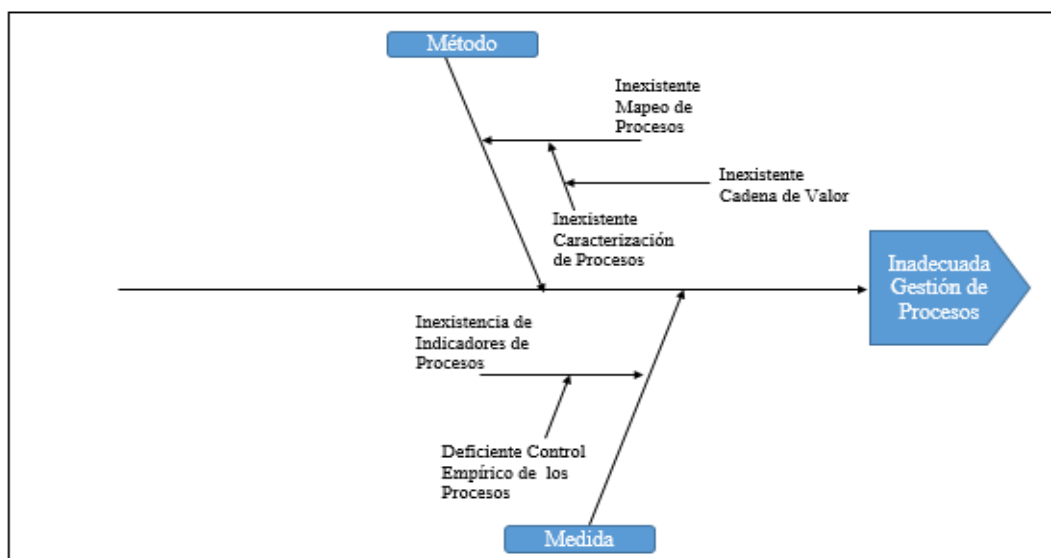 Método
Inexistente
Mapeo de
Procesos
Inexistente
Cadena de Valor
Inexistente
Caracterización
de Procesos
Inadecuada
Gestión de
Procesos
Inexistencia de
Indicadores de
Procesos
Deficiente Control
Empírico de los
Procesos
Medida